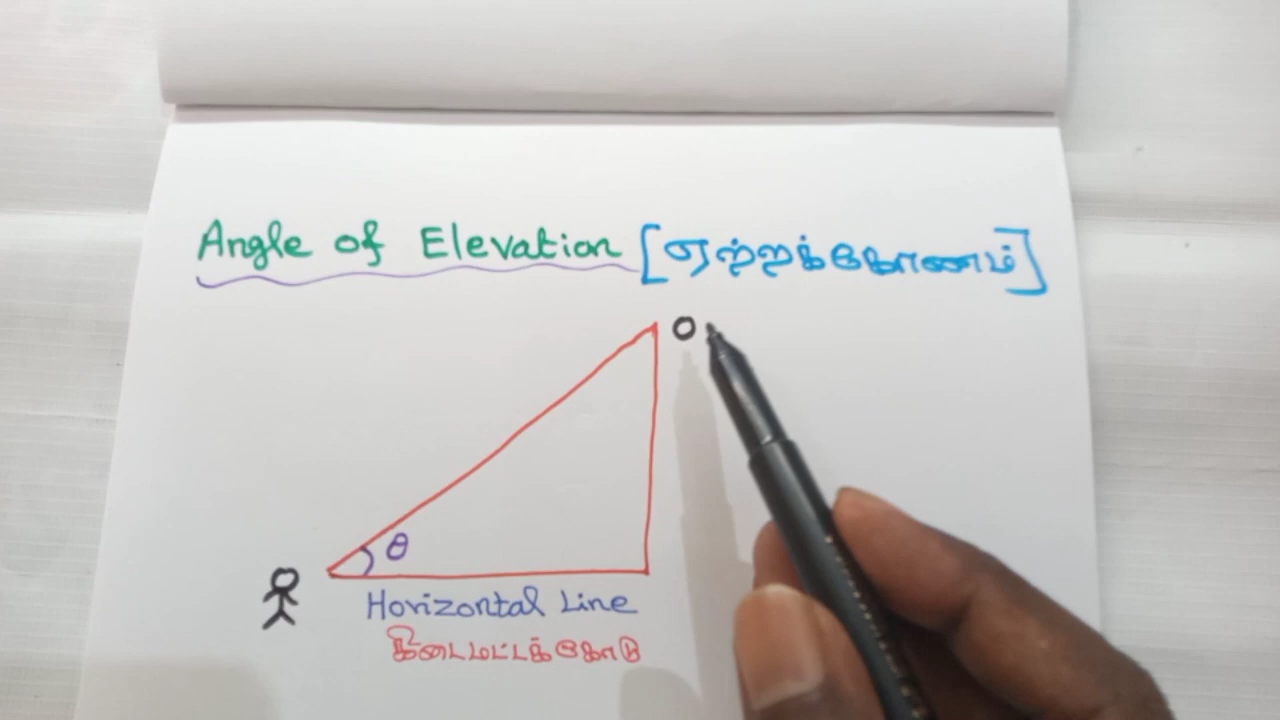 Angle of Elevation [ஏற்றக்கோணம்]
O
θ
Horizontal Line
கிடைமட்டக்கோடு